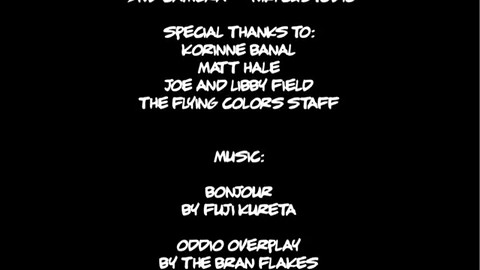 SPECIAL THANKS TO:
KORINNE BANAL
MATT HALE
JOE AND LIBBY FIELD
THE FLYING COLORS STAFF
MUSIC:
BONJOUR
BY FUJI KURETA
ODDIO OVERPLAY
BY THE BRAN FLAKES